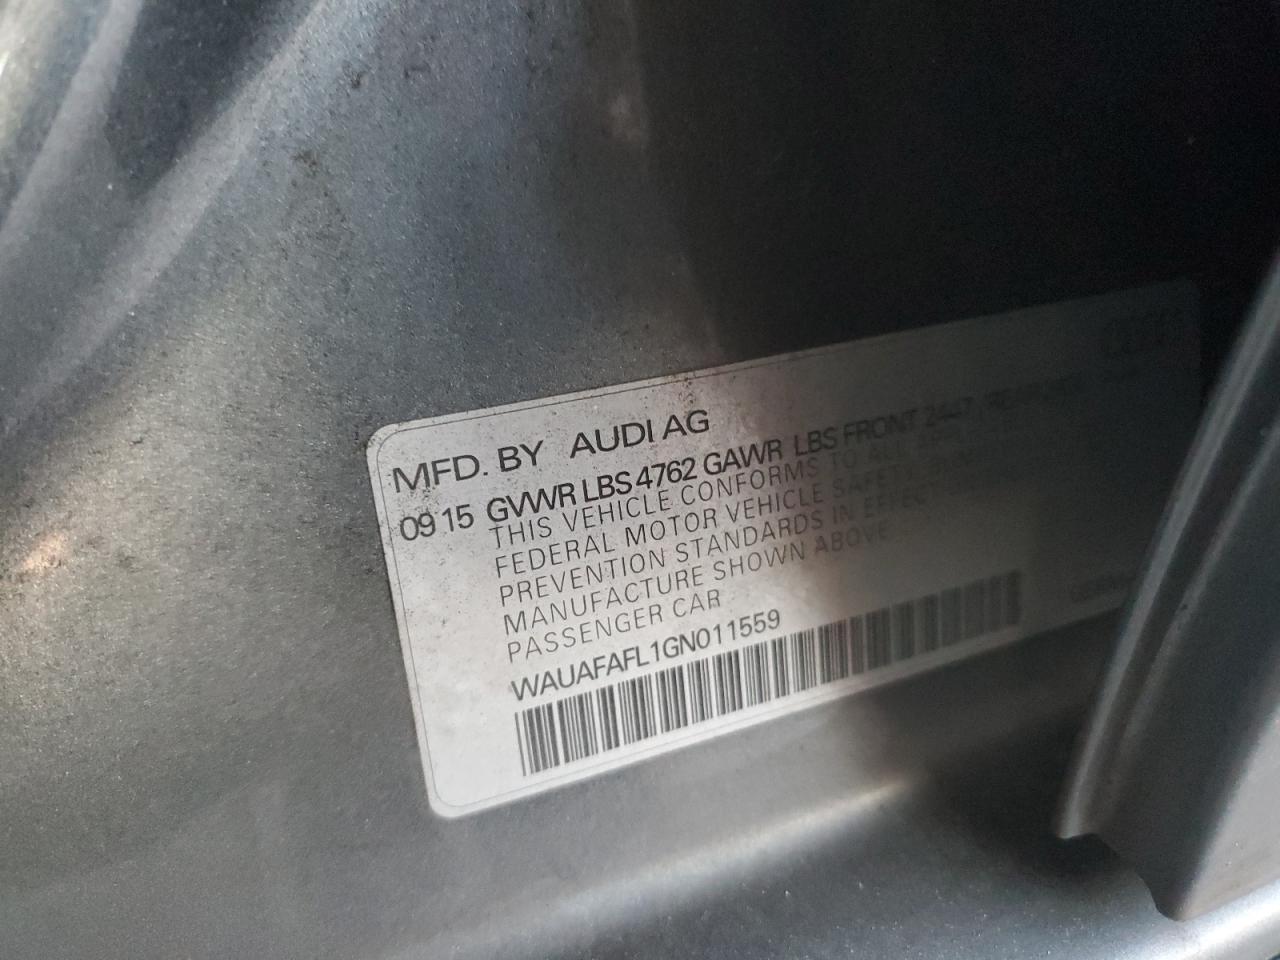 MFD. BY AUDI AG
09 15 GVWR LBS 4762 GAWR LBS FRONT 2447
THIS VEHICLE CONFORMS TO ALL
FEDERAL MOTOR VEHICLE SAFETY
PREVENTION STANDARDS IN EFFECT
MANUFACTURE SHOWN ABOVE
PASSENGER CAR
WAUAFAFL1GN011559